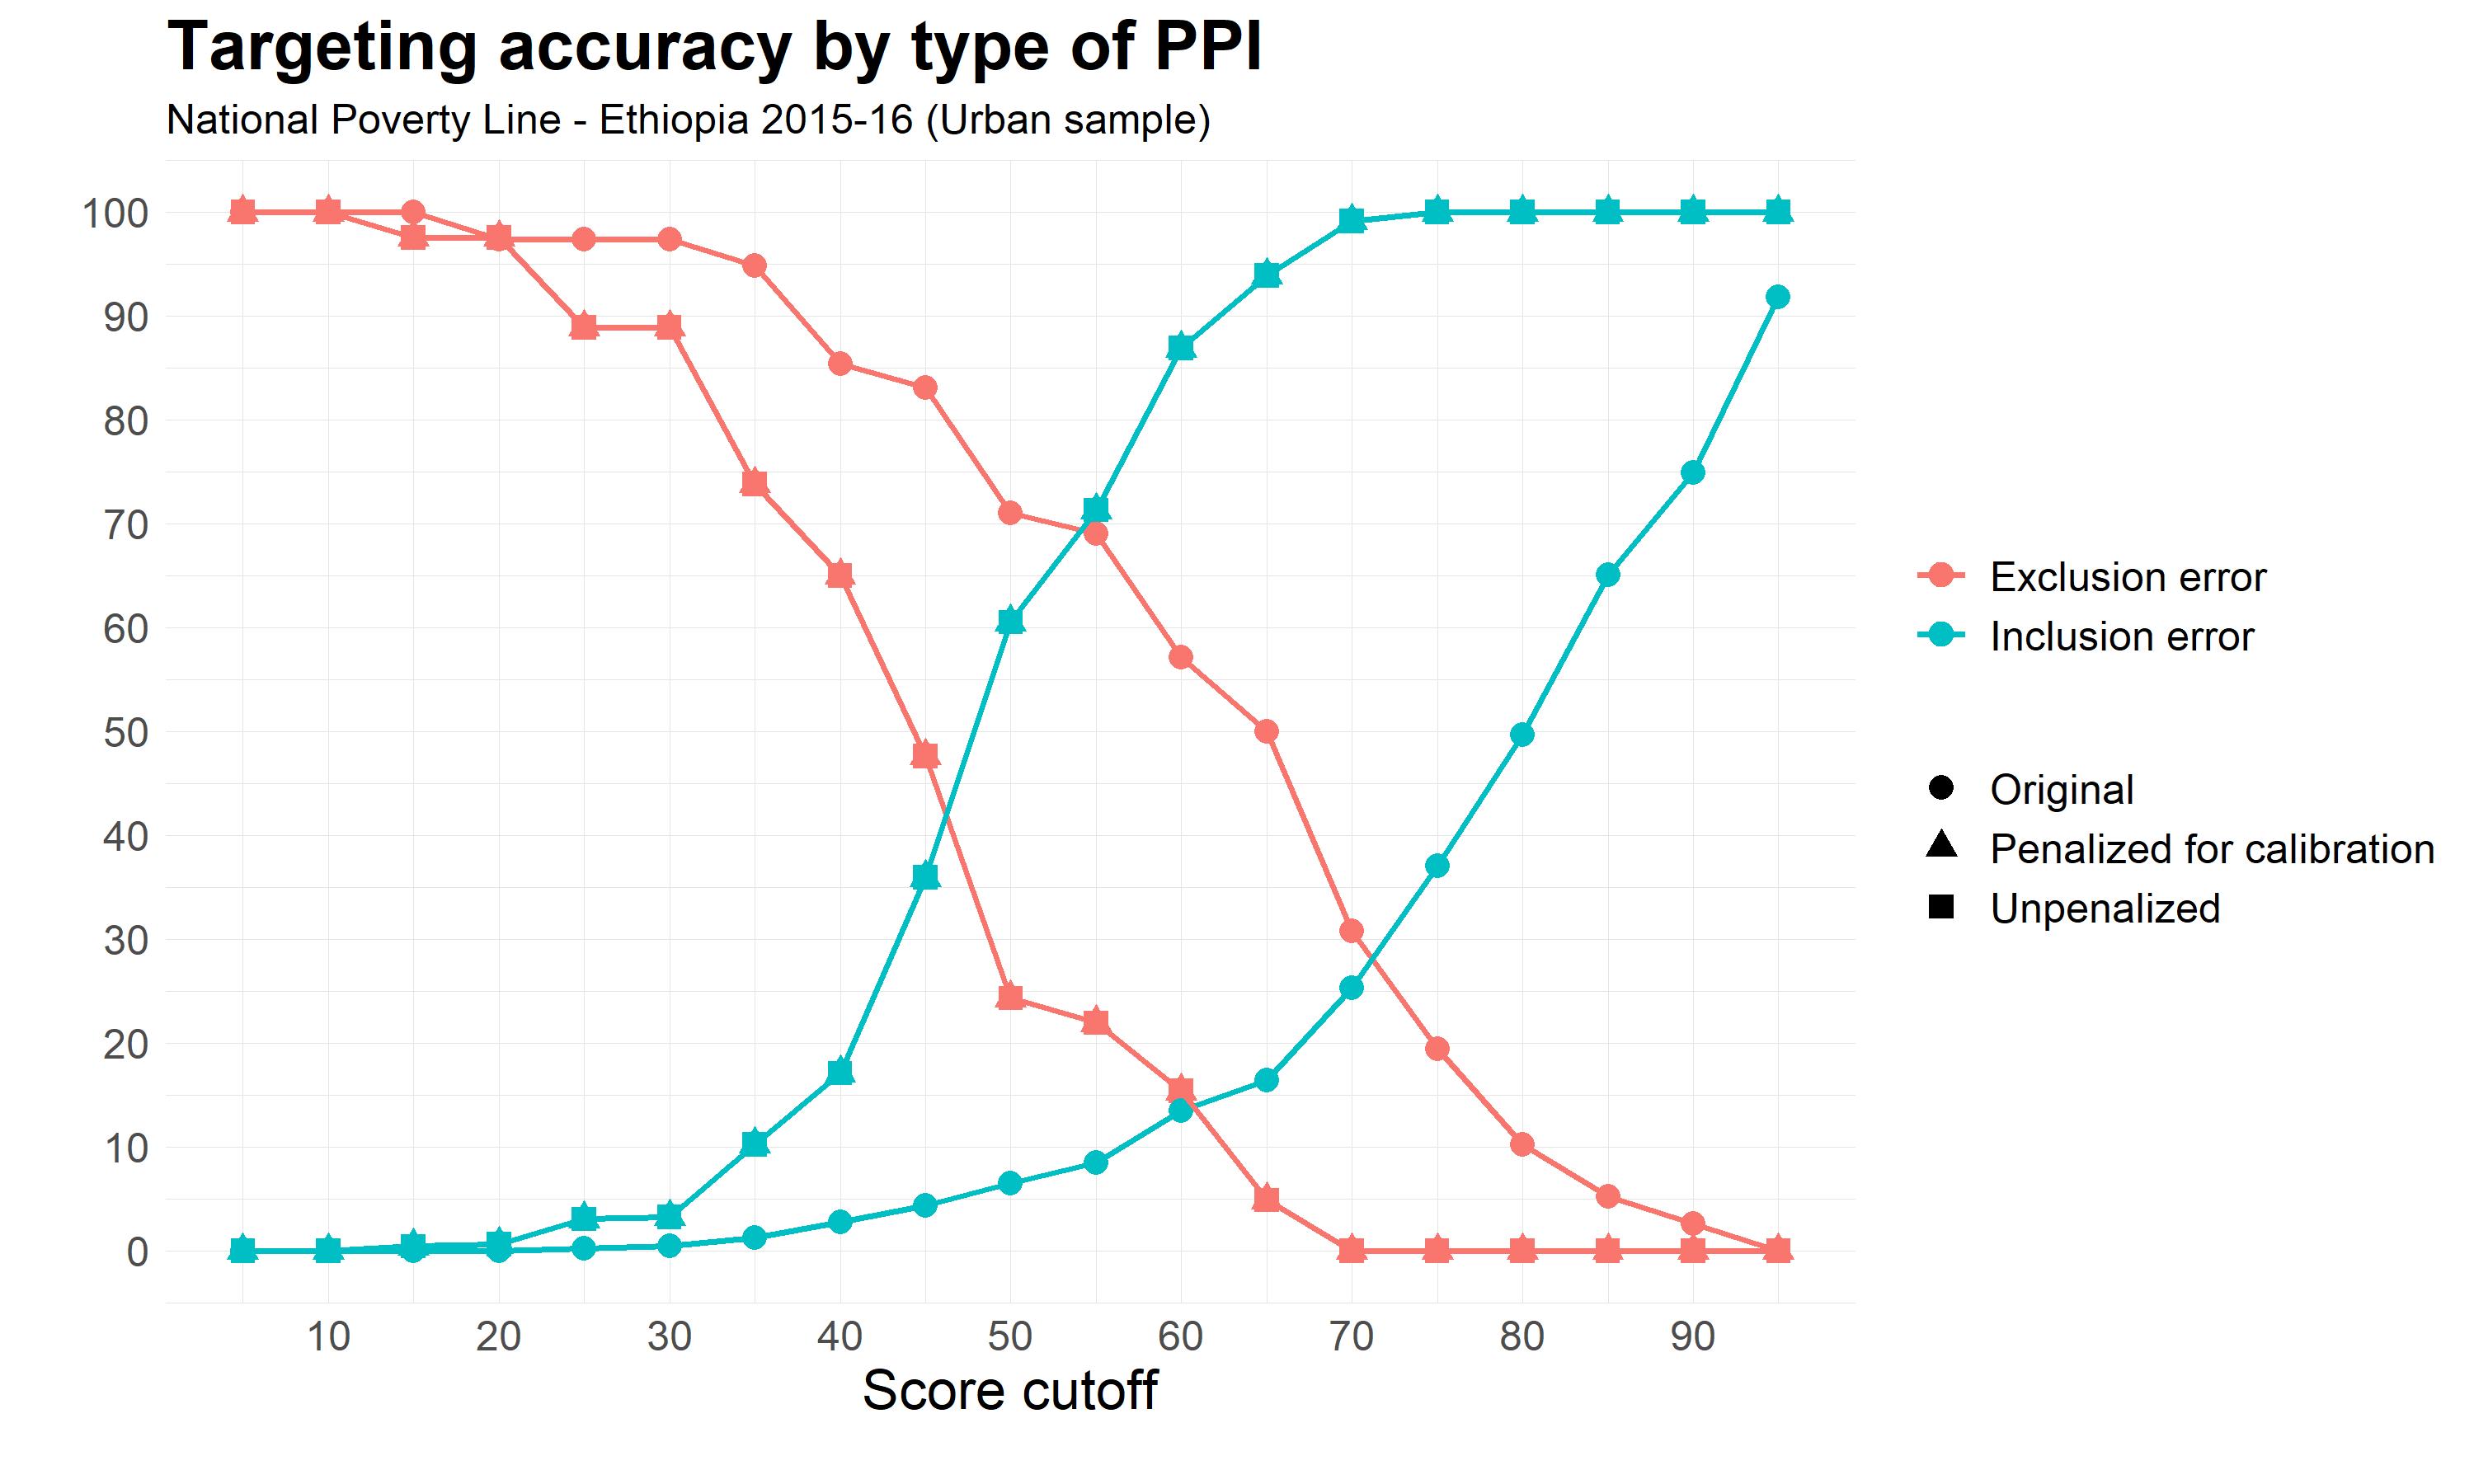 Targeting accuracy by type of PPI
National Poverty Line - Ethiopia 2015-16 (Urban sample)
100
90
80
70
60
50
40
30
20
10
0
10 20 30 40 50 60 70 80 90
Score cutoff
Exclusion error
Inclusion error
Original
Penalized for calibration
Unpenalized